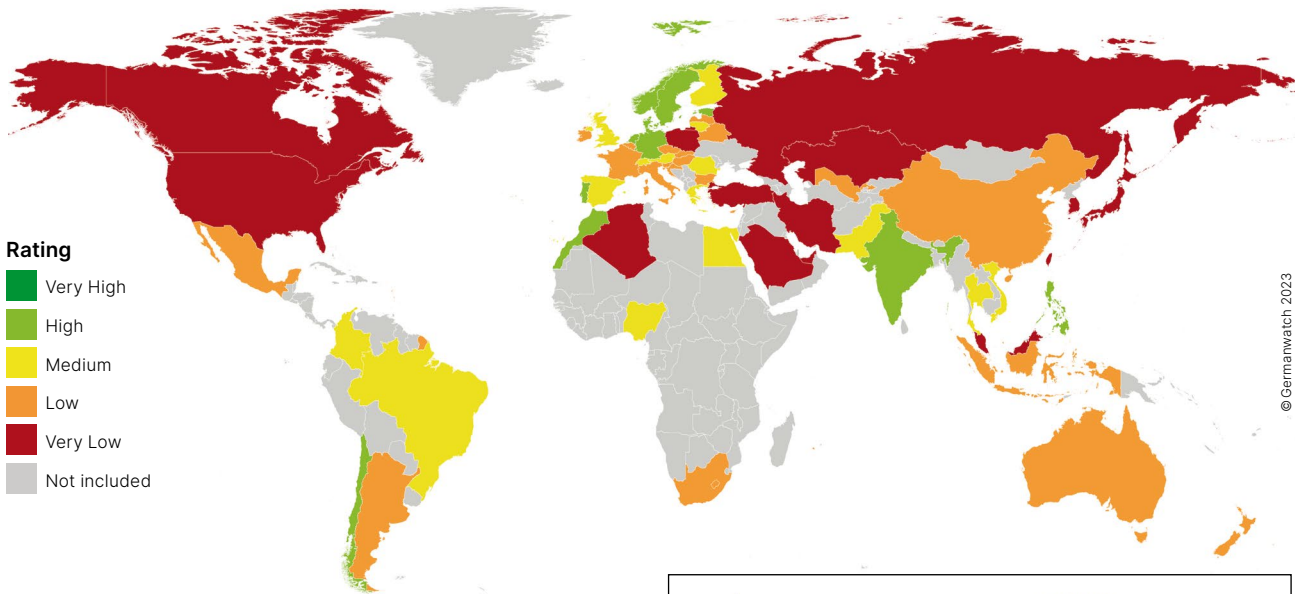 Rating
Very High
High
Medium
Low
Very Low
Not included
© Germanwatch 2023